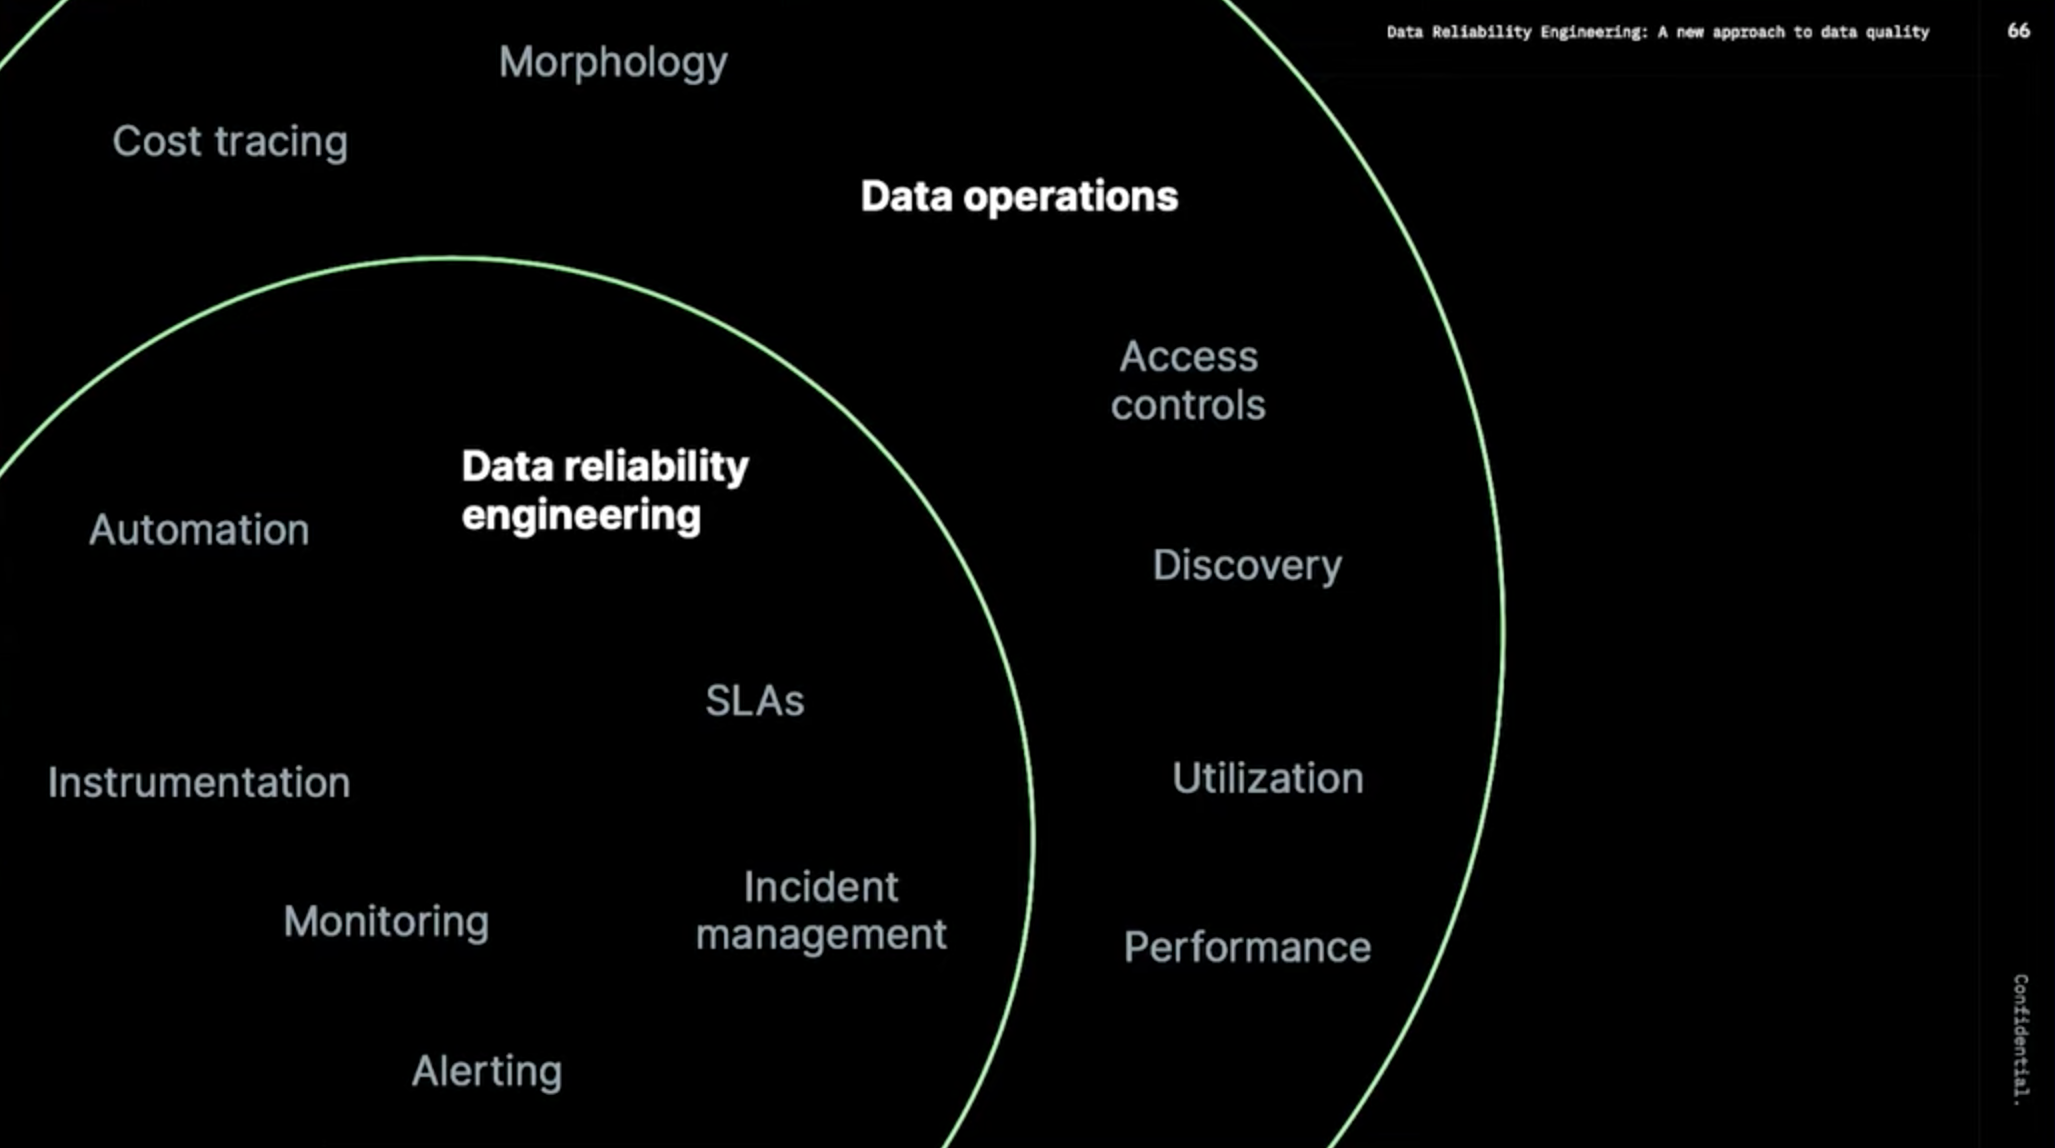 Data Reliability Engineering: A new approach to data quality
66
Morphology
Cost tracing
Data operations
Access
controls
Data reliability
engineering
Automation
Discovery
SLAs
Instrumentation
Utilization
Incident
management
Monitoring
Performance
Alerting
Confidential.